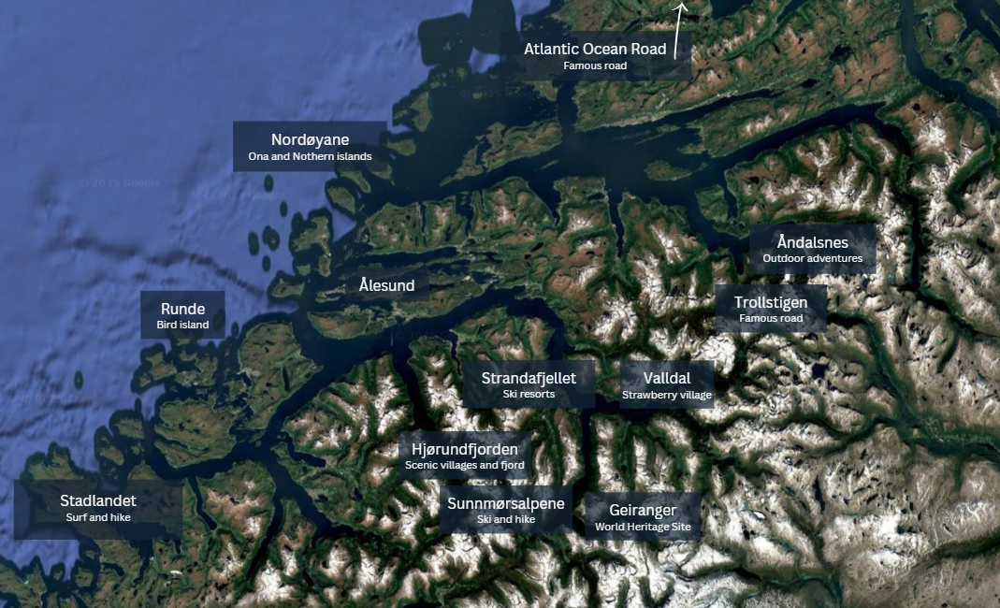 Atlantic Ocean Road
Famous road
Nordøyane
Ona and Nothern islands
© 2025 Google
Åndalsnes
Outdoor adventures
Ålesund
Runde
Bird island
Trollstigen
Famous road
Strandafjellet
Ski resorts
Valldal
Strawberry village
Hjørundfjorden
Scenic villages and fjord
Stadlandet
Surf and hike
Sunnmørsalpene
Ski and hike
Geiranger
World Heritage Site